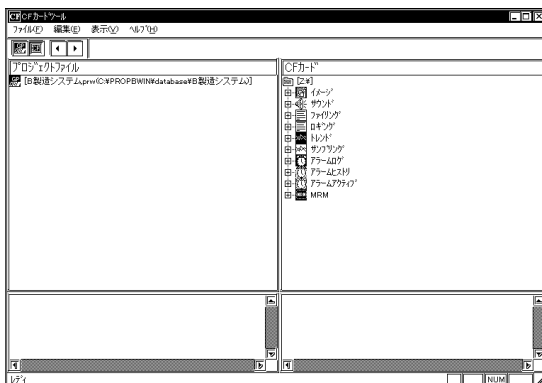 CF CFカードツール
ファイル(F) 編集(E) 表示(V) ヘルプ(H)
プロジェクトファイル
[B製造システム.prw(C:¥PROPBWIN¥database¥B製造システム)]
CFカード
[Z:¥]
イメージ
サウンド
ファイリング
ロギング
トレンド
サンプリング
アラームログ
アラームヒストリ
アラームアクティブ
MRM
レディ
NUM